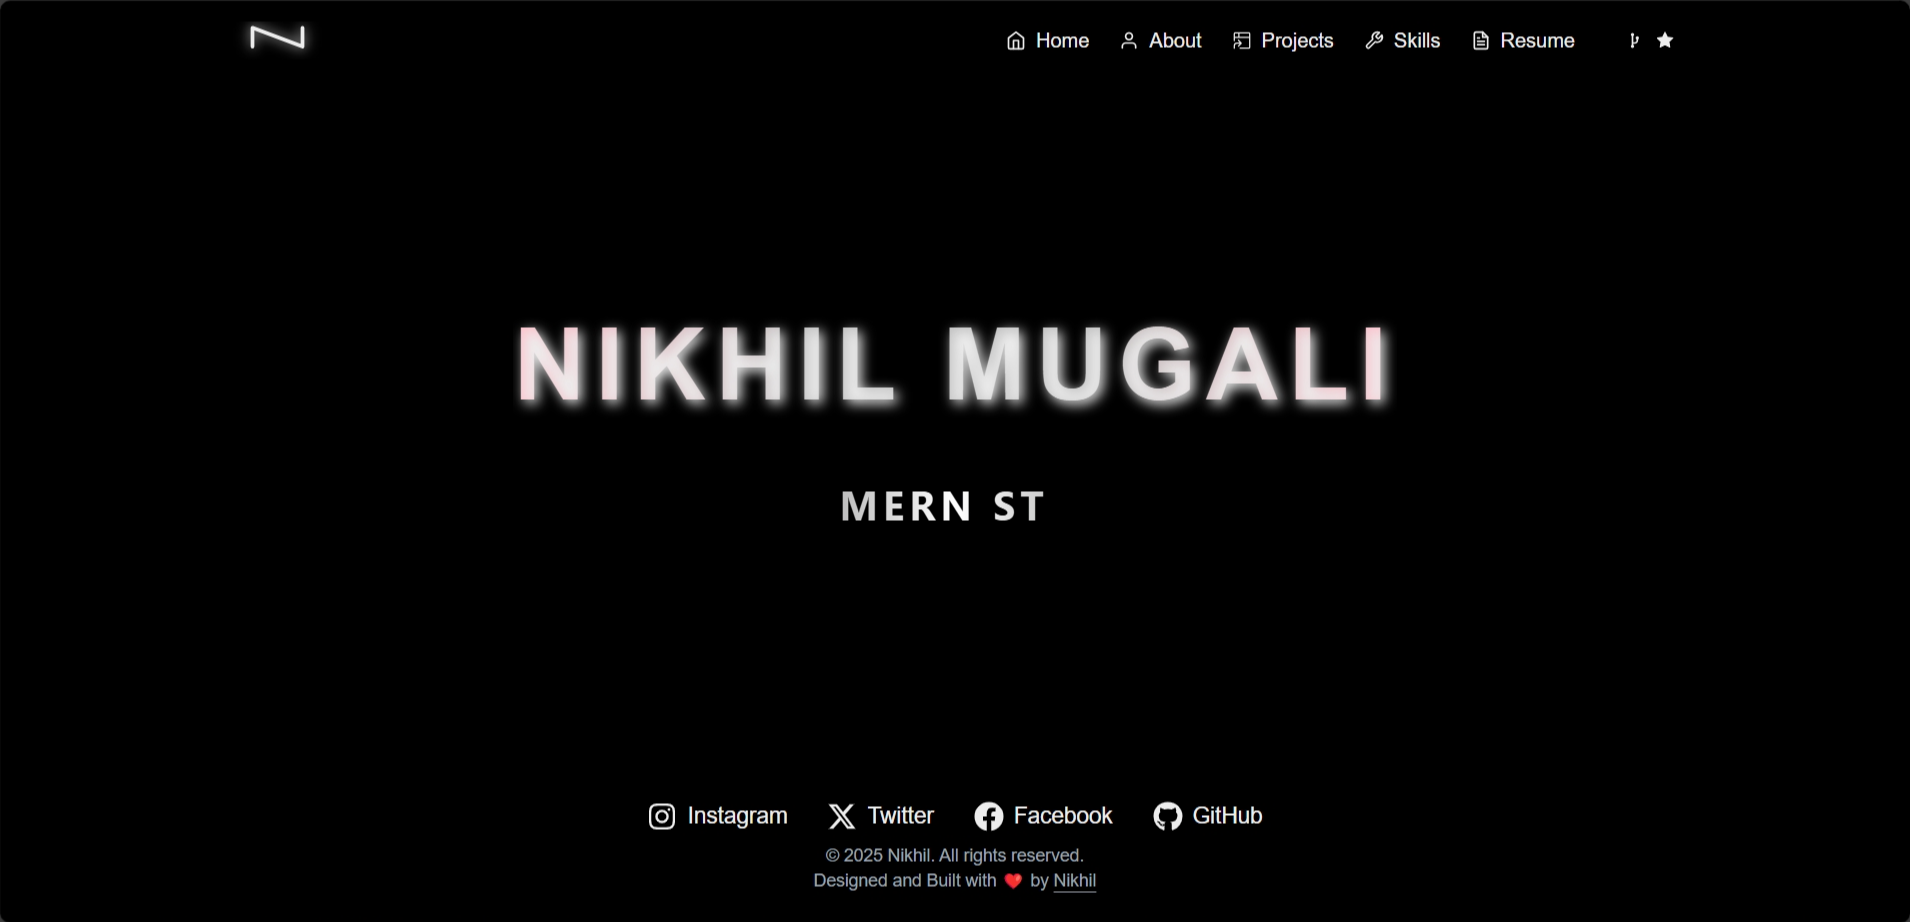 Home About Projects Skills Resume
NIKHIL MUGALI
MERN ST
Instagram Twitter Facebook GitHub
© 2025 Nikhil. All rights reserved.
Designed and Built with ❤️ by Nikhil